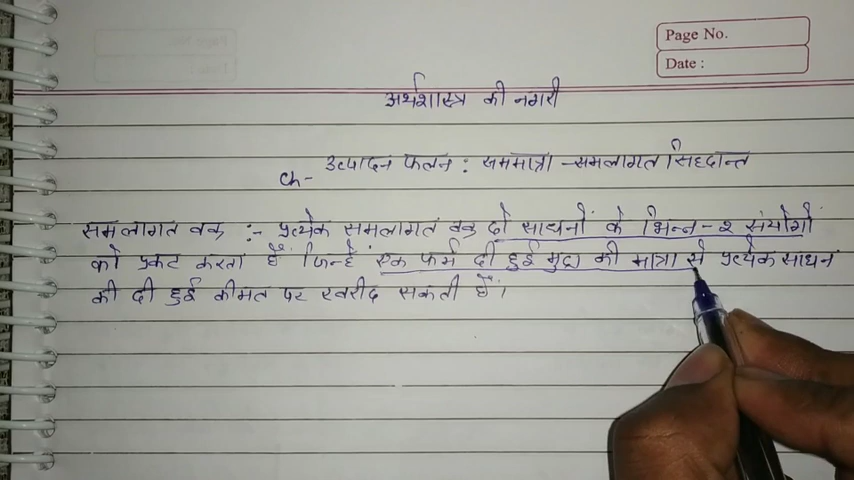 Page No.
Date :
अर्थशास्त्र की नगरी
ch- उत्पादन फलन : सममात्रा -समलागत सिद्दान्त
समलागत वक्र :- प्रत्येक समलागत वक्र दो साधनों के भिन्न-२ संयोगों
को प्रकट करता है जिन्हें एक फर्म दी हुई मुद्रा की मात्रा से प्रत्येक साधन
की दी हुई कीमत पर खरीद सकती हैं।